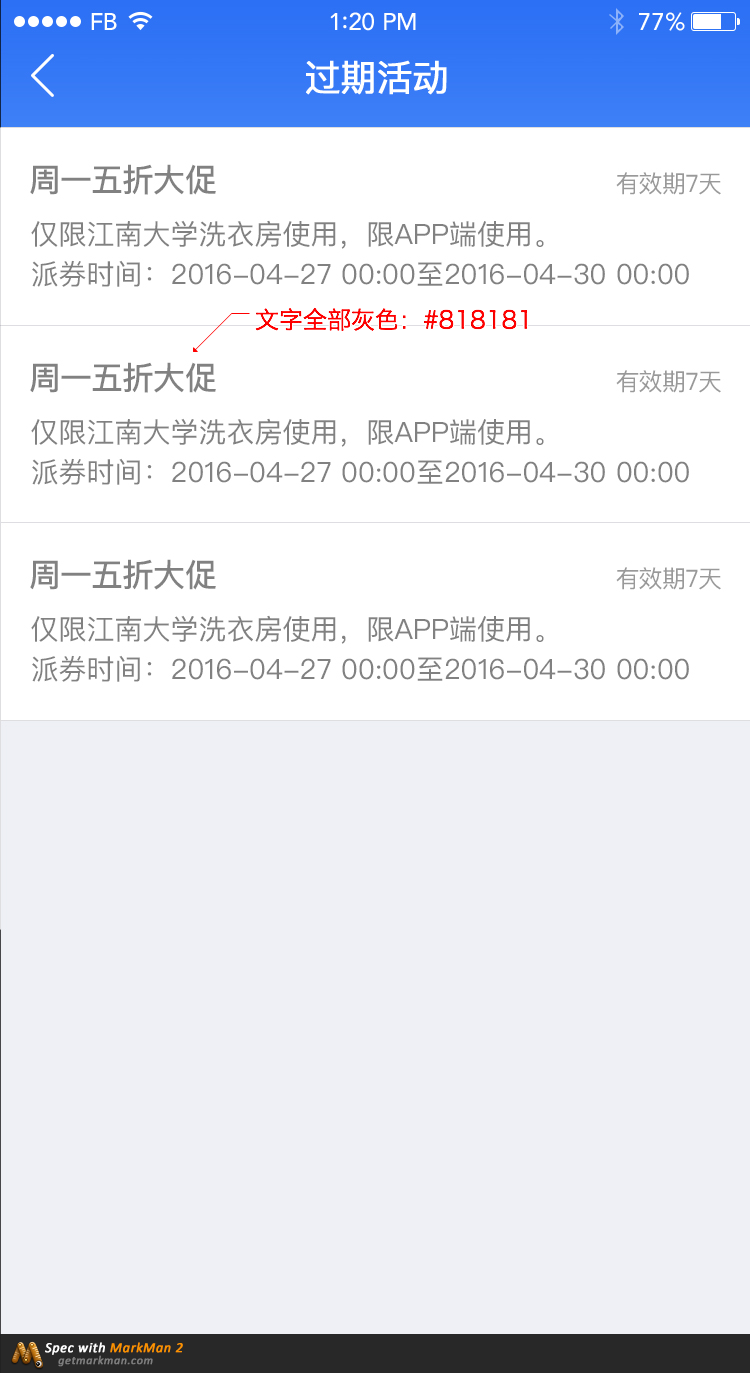 FB 1:20 PM 77%
过期活动
周一五折大促 有效期7天
仅限江南大学洗衣房使用，限APP端使用。
派券时间：2016-04-27 00:00至2016-04-30 00:00
文字全部灰色：#818181
周一五折大促 有效期7天
仅限江南大学洗衣房使用，限APP端使用。
派券时间：2016-04-27 00:00至2016-04-30 00:00
周一五折大促 有效期7天
仅限江南大学洗衣房使用，限APP端使用。
派券时间：2016-04-27 00:00至2016-04-30 00:00
Spec with MarkMan 2
getmarkman.com